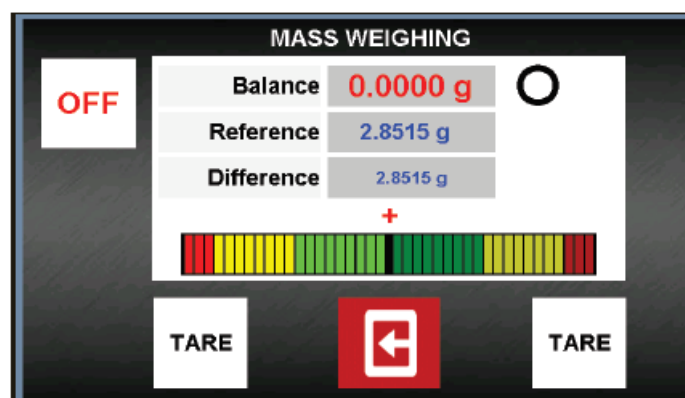 MASS WEIGHING
OFF
Balance 0.0000 g
Reference 2.8515 g
Difference 2.8515 g
+
TARE TARE